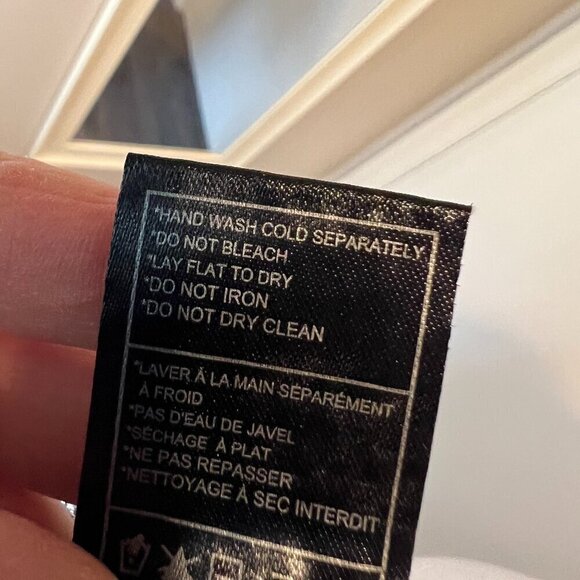 *HAND WASH COLD SEPARATELY
*DO NOT BLEACH
*LAY FLAT TO DRY
*DO NOT IRON
*DO NOT DRY CLEAN
*LAVER À LA MAIN SÉPARÉMENT
À FROID
*PAS D'EAU DE JAVEL
*SÉCHAGE À PLAT
*NE PAS RÉPASSER
*NETTOYAGE À SEC INTERDIT